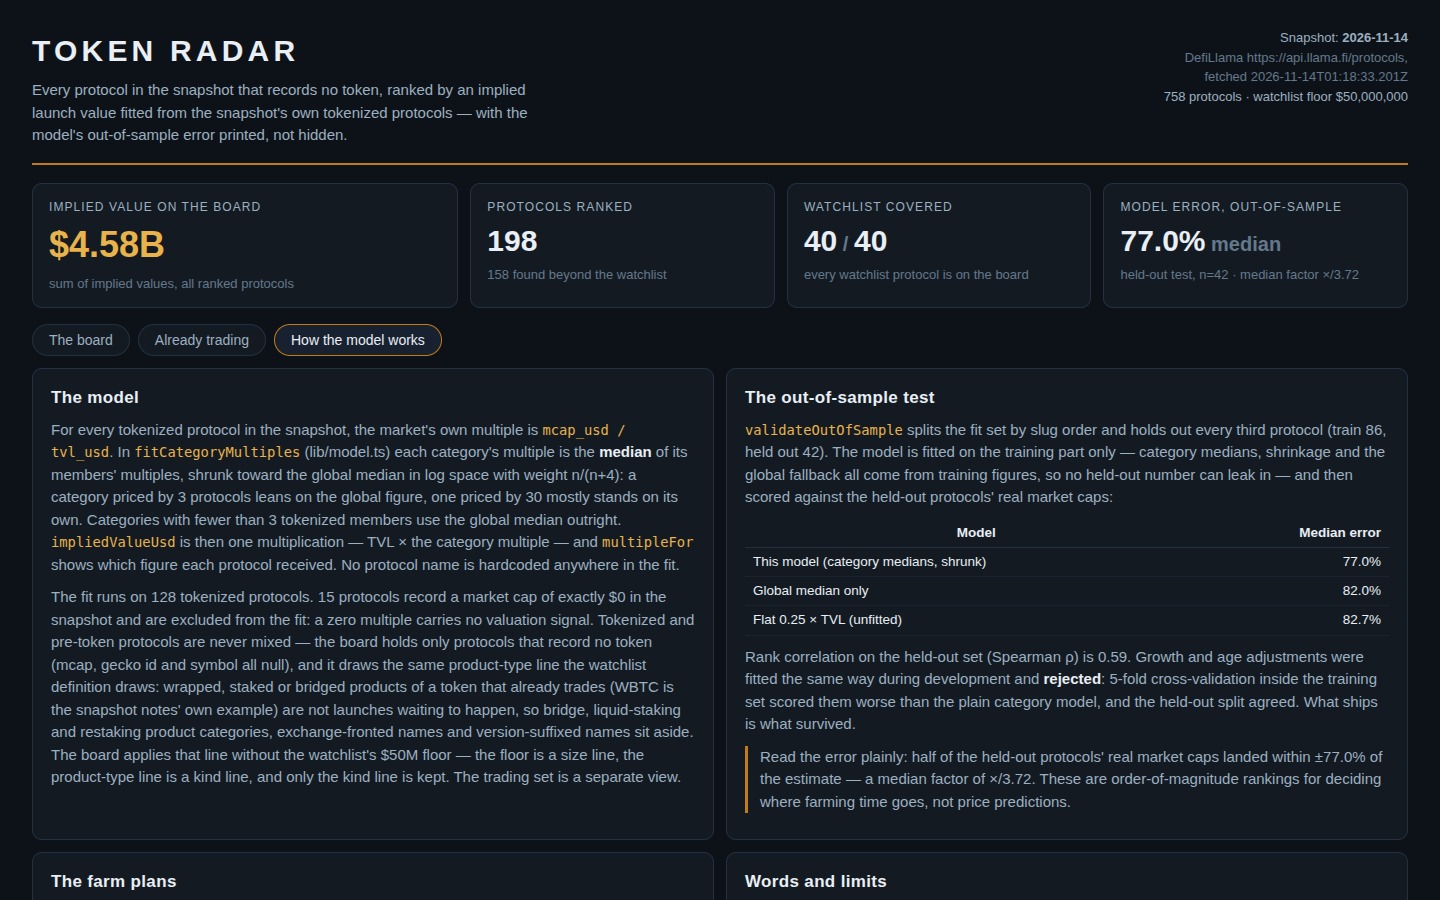 TOKEN RADAR
Every protocol in the snapshot that records no token, ranked by an implied
launch value fitted from the snapshot's own tokenized protocols — with the
model's out-of-sample error printed, not hidden.
Snapshot: 2026-11-14
DefiLlama https://api.llama.fi/protocols,
fetched 2026-11-14T01:18:33.201Z
758 protocols · watchlist floor $50,000,000
IMPLIED VALUE ON THE BOARD
$4.58B
sum of implied values, all ranked protocols
PROTOCOLS RANKED
198
158 found beyond the watchlist
WATCHLIST COVERED
40 / 40
every watchlist protocol is on the board
MODEL ERROR, OUT-OF-SAMPLE
77.0% median
held-out test, n=42 · median factor ×/3.72
The board
Already trading
How the model works
The model
For every tokenized protocol in the snapshot, the market's own multiple is mcap_usd /
tvl_usd. In fitCategoryMultiples (lib/model.ts) each category's multiple is the median of its
members' multiples, shrunk toward the global median in log space with weight n/(n+4): a
category priced by 3 protocols leans on the global figure, one priced by 30 mostly stands on its
own. Categories with fewer than 3 tokenized members use the global median outright.
impliedValueUsd is then one multiplication — TVL × the category multiple — and multipleFor
shows which figure each protocol received. No protocol name is hardcoded anywhere in the fit.
The fit runs on 128 tokenized protocols. 15 protocols record a market cap of exactly $0 in the
snapshot and are excluded from the fit: a zero multiple carries no valuation signal. Tokenized and
pre-token protocols are never mixed — the board holds only protocols that record no token
(mcap, gecko id and symbol all null), and it draws the same product-type line the watchlist
definition draws: wrapped, staked or bridged products of a token that already trades (WBTC is
the snapshot notes' own example) are not launches waiting to happen, so bridge, liquid-staking
and restaking product categories, exchange-fronted names and version-suffixed names sit aside.
The board applies that line without the watchlist's $50M floor — the floor is a size line, the
product-type line is a kind line, and only the kind line is kept. The trading set is a separate view.
The out-of-sample test
validateOutOfSample splits the fit set by slug order and holds out every third protocol (train 86,
held out 42). The model is fitted on the training part only — category medians, shrinkage and the
global fallback all come from training figures, so no held-out number can leak in — and then
scored against the held-out protocols' real market caps:
Model Median error
This model (category medians, shrunk) 77.0%
Global median only 82.0%
Flat 0.25 × TVL (unfitted) 82.7%
Rank correlation on the held-out set (Spearman ρ) is 0.59. Growth and age adjustments were
fitted the same way during development and rejected: 5-fold cross-validation inside the training
set scored them worse than the plain category model, and the held-out split agreed. What ships
is what survived.
Read the error plainly: half of the held-out protocols' real market caps landed within ±77.0% of
the estimate — a median factor of ×/3.72. These are order-of-magnitude rankings for deciding
where farming time goes, not price predictions.
The farm plans
Words and limits